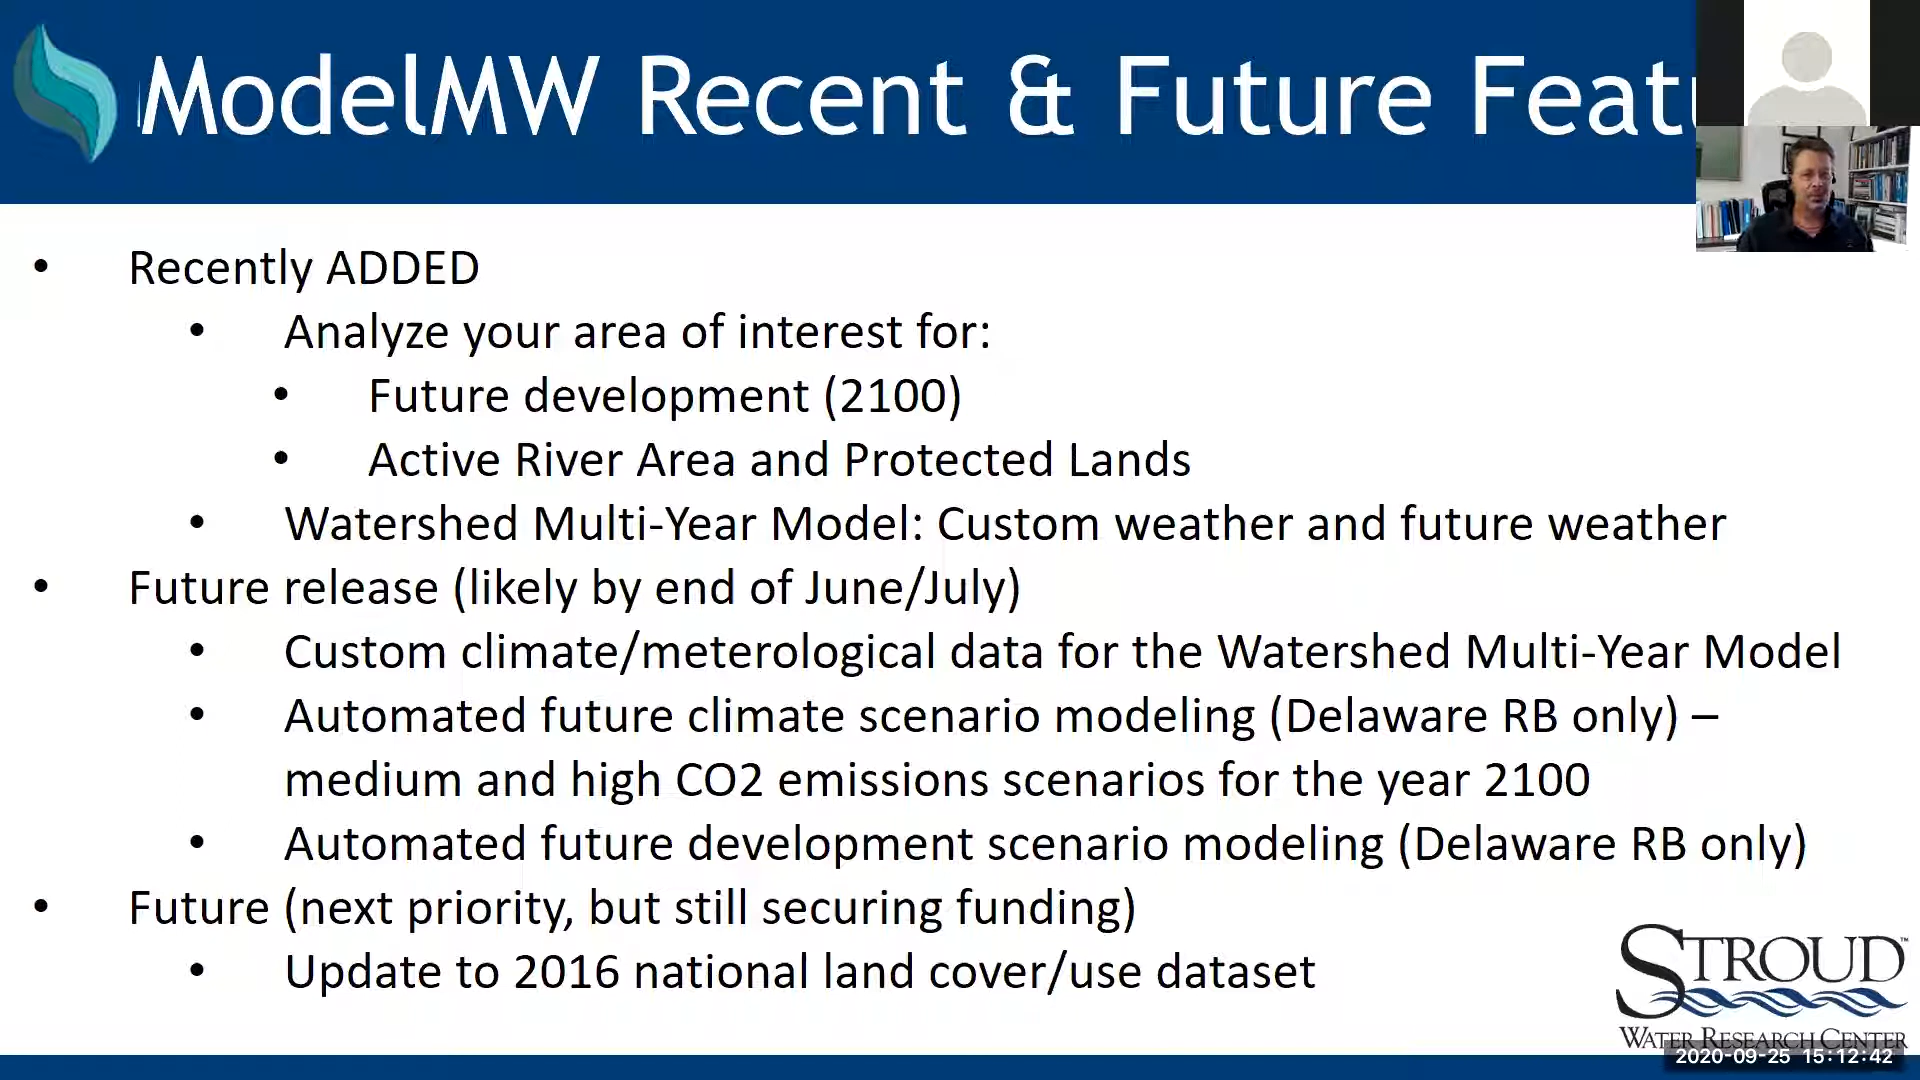 ModelMW Recent & Future Feat
• Recently ADDED
• Analyze your area of interest for:
• Future development (2100)
• Active River Area and Protected Lands
• Watershed Multi-Year Model: Custom weather and future weather
• Future release (likely by end of June/July)
• Custom climate/meterological data for the Watershed Multi-Year Model
• Automated future climate scenario modeling (Delaware RB only) –
medium and high CO2 emissions scenarios for the year 2100
• Automated future development scenario modeling (Delaware RB only)
• Future (next priority, but still securing funding)
• Update to 2016 national land cover/use dataset
STROUD™
WATER RESEARCH CENTER
2020-09-25 15:12:42